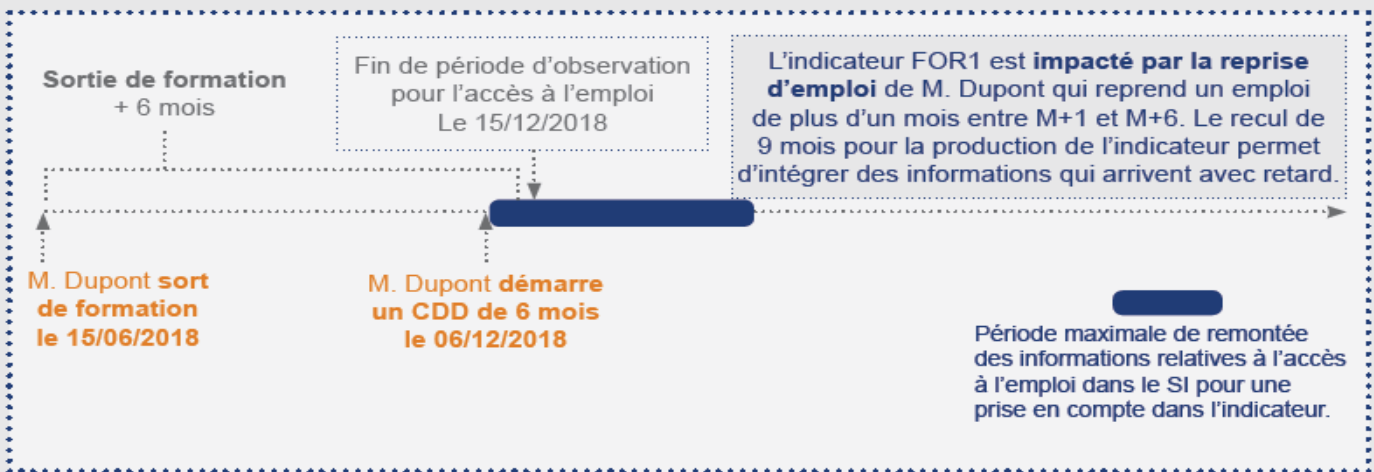 Sortie de formation
+ 6 mois
Fin de période d'observation
pour l'accès à l'emploi
Le 15/12/2018
L'indicateur FOR1 est impacté par la reprise
d'emploi de M. Dupont qui reprend un emploi
de plus d'un mois entre M+1 et M+6. Le recul de
9 mois pour la production de l'indicateur permet
d'intégrer des informations qui arrivent avec retard.
M. Dupont sort
de formation
le 15/06/2018
M. Dupont démarre
un CDD de 6 mois
le 06/12/2018
Période maximale de remontée
des informations relatives à l'accès
à l'emploi dans le SI pour une
prise en compte dans l'indicateur.